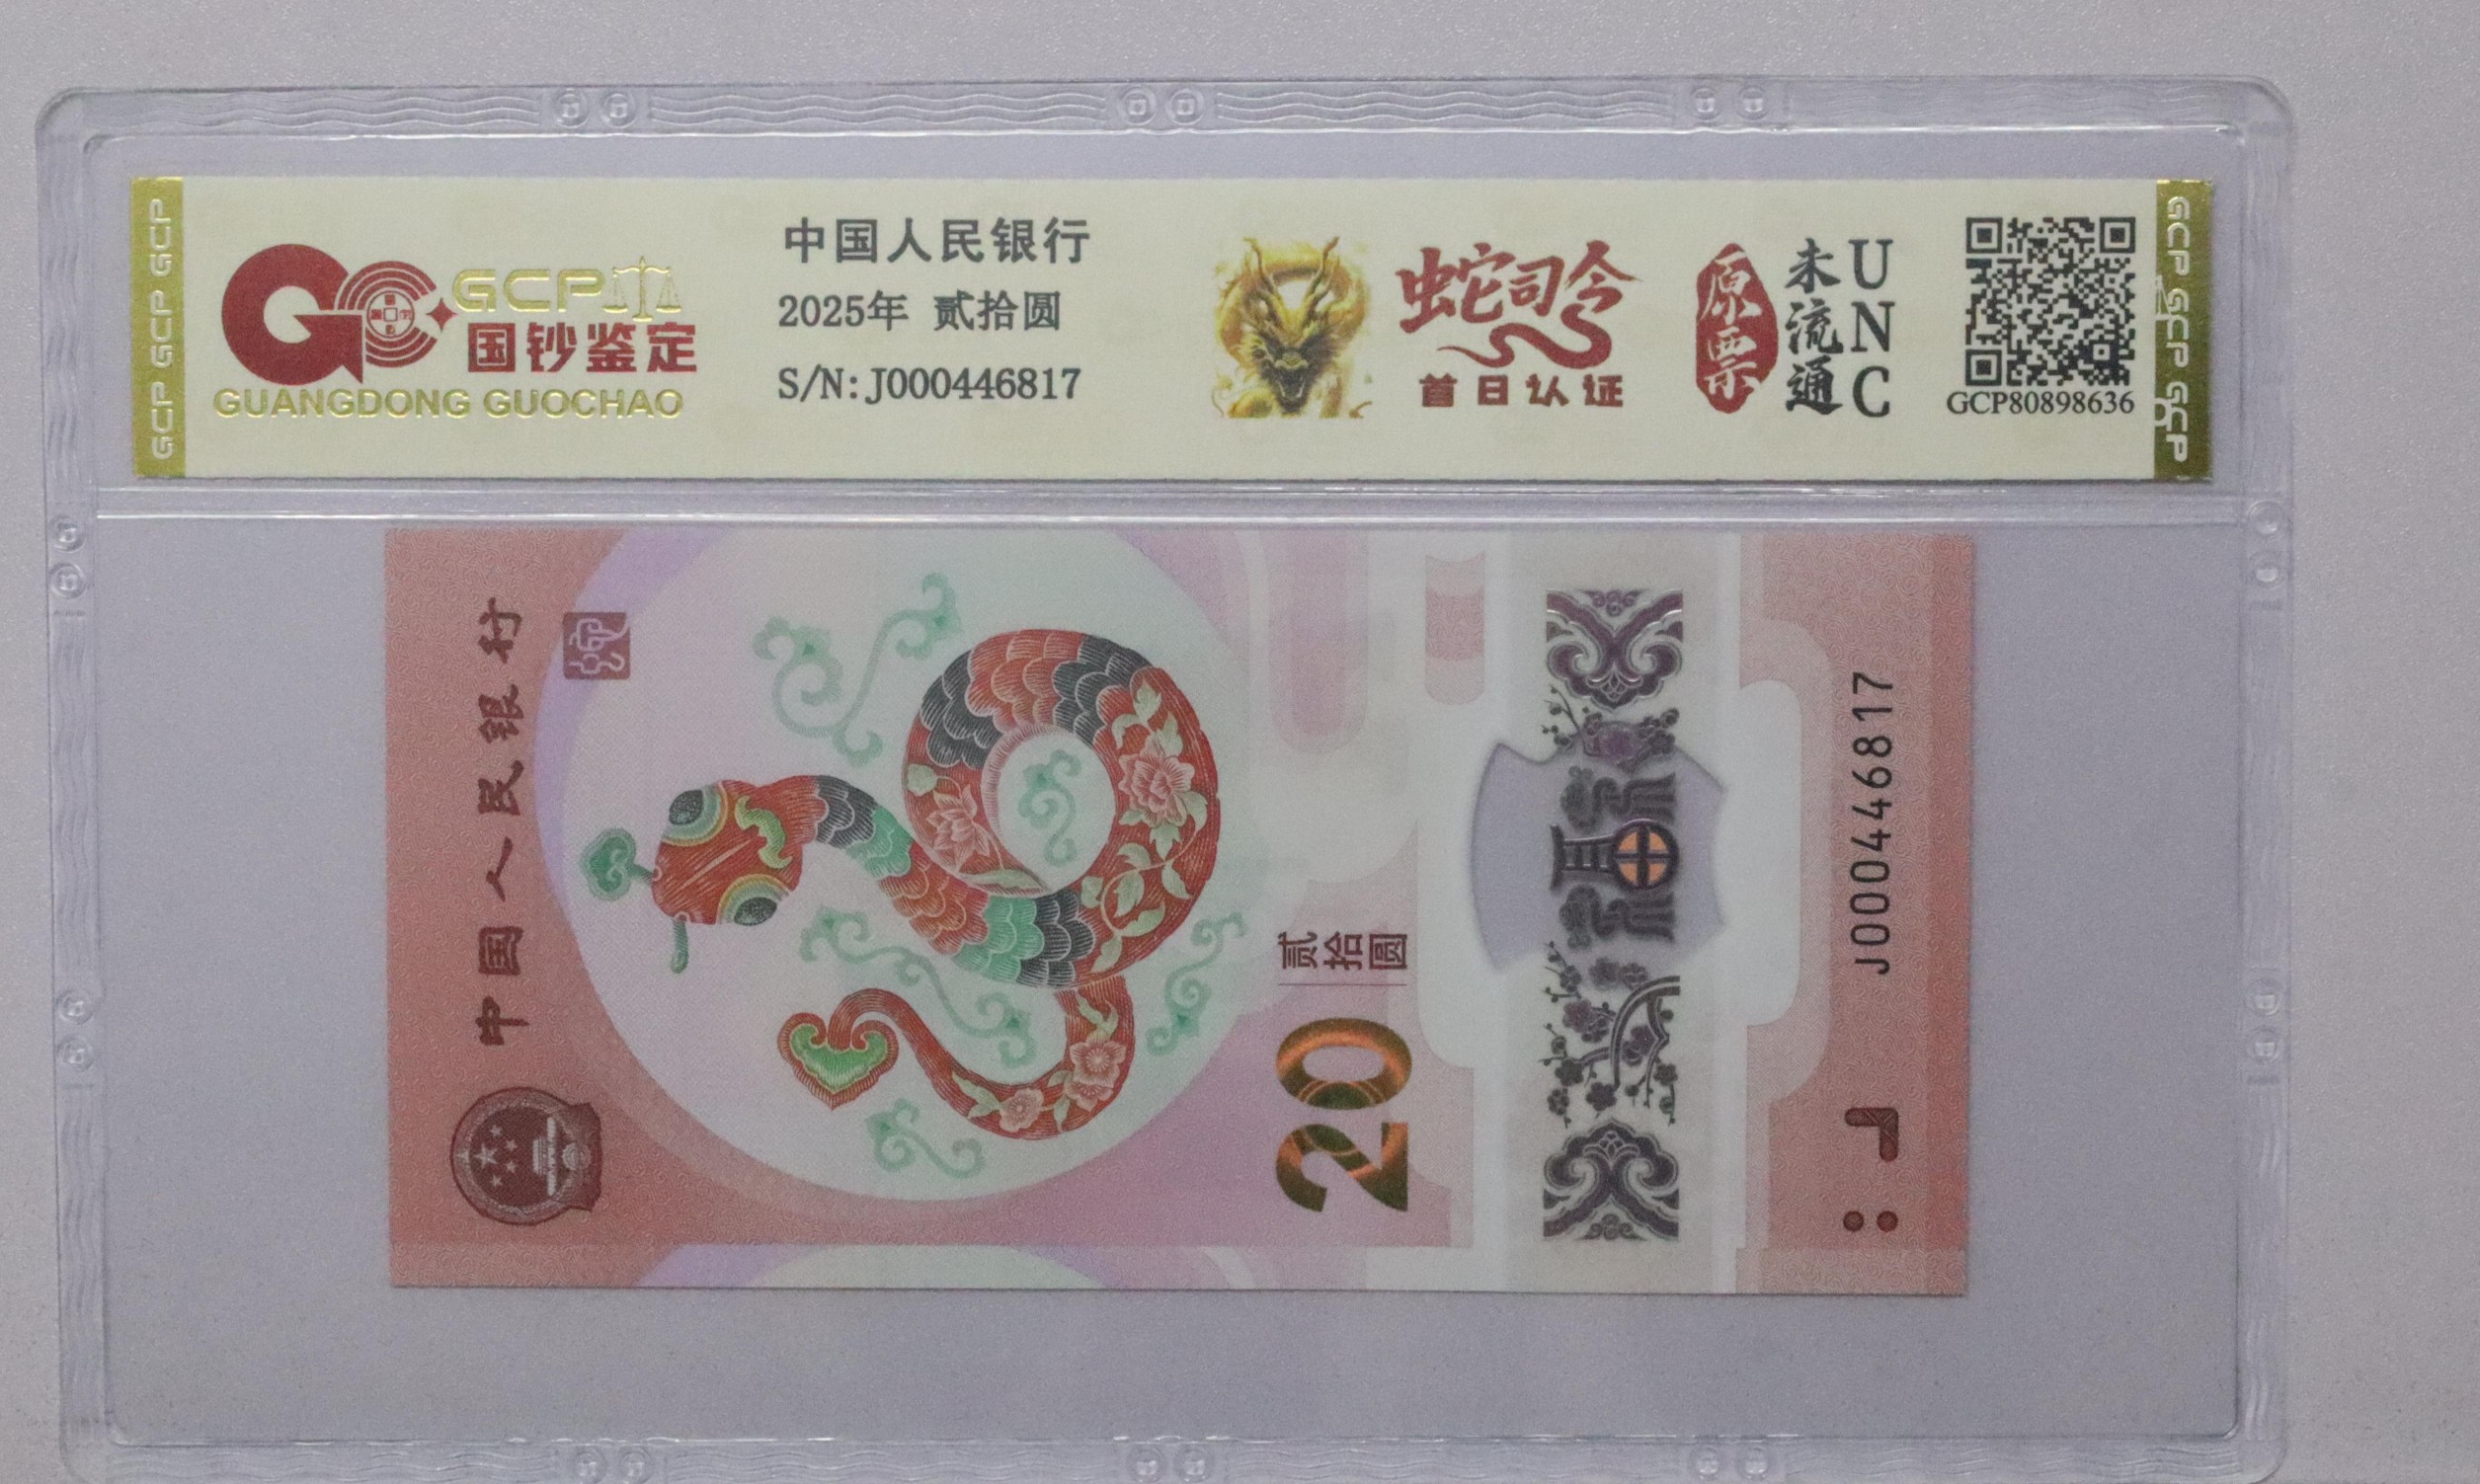 GCP GCP GCP
GCP
国钞鉴定
GUANGDONG GUOCHAO
中国人民银行
2025年 贰拾圆
S/N:J000446817
蛇司令
首日认证
原票
未流通
UNC
GCP80898636
GCP GCP GCP
中国人民银行
20
贰拾圆
J000446817